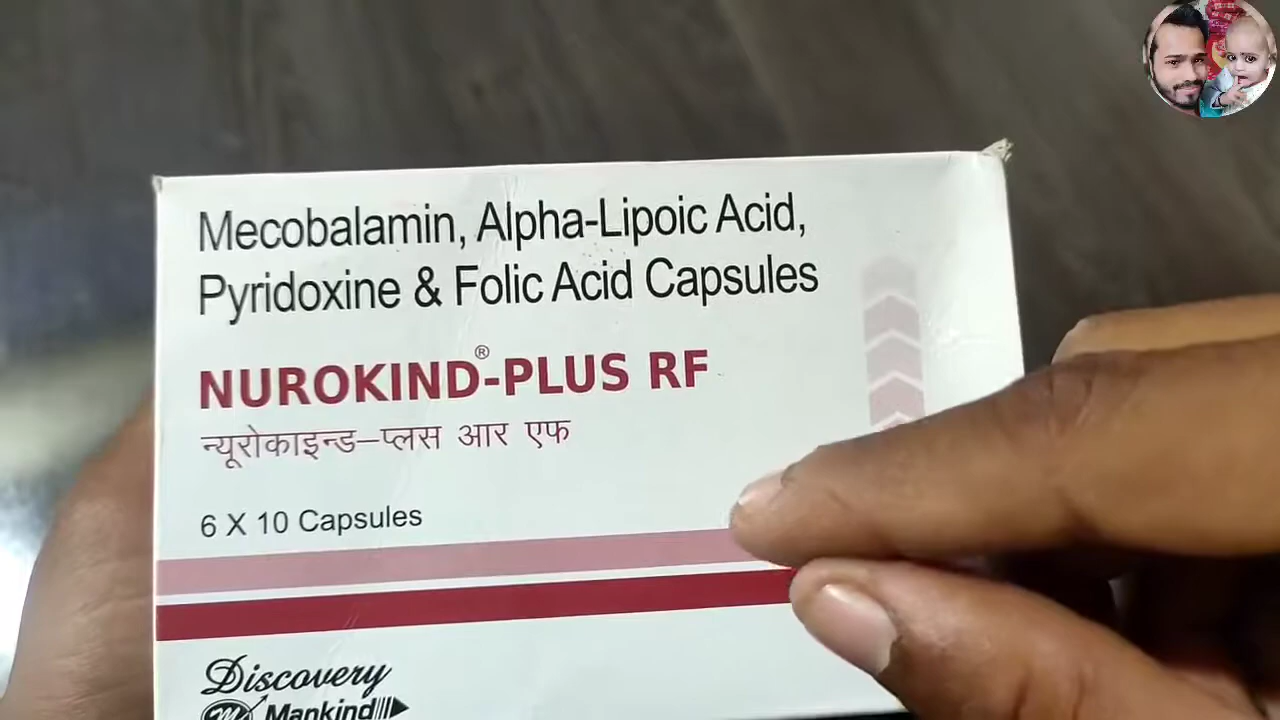 Mecobalamin, Alpha-Lipoic Acid,
Pyridoxine & Folic Acid Capsules
NUROKIND®-PLUS RF
न्यूरोकाइन्ड–प्लस आर एफ
6 X 10 Capsules
Discovery
Mankind